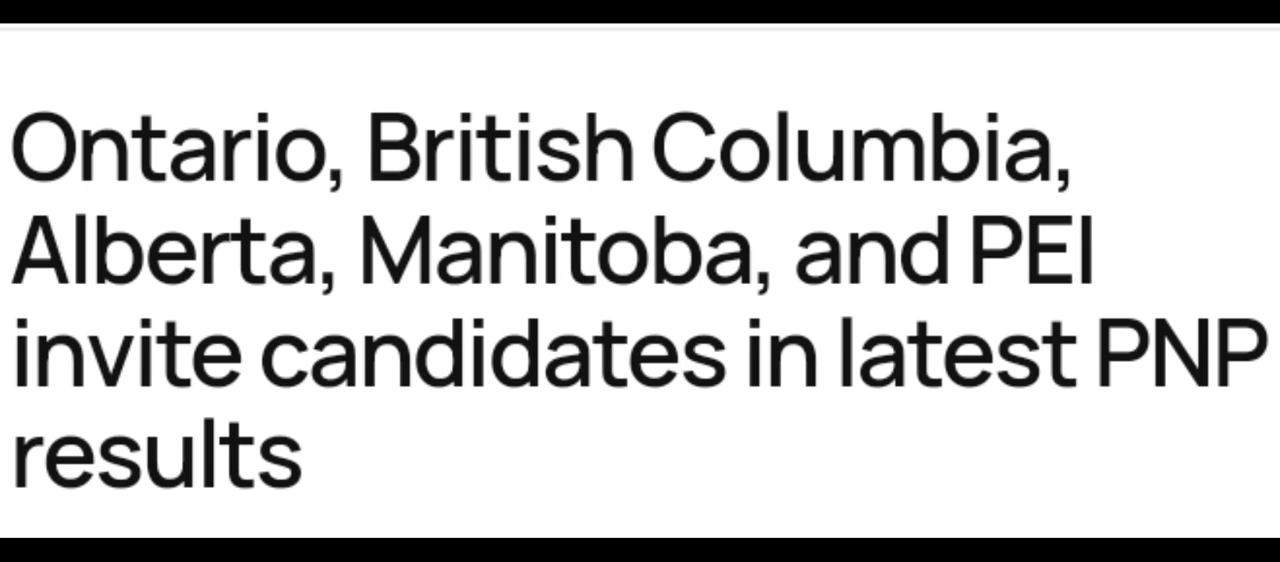 Ontario, British Columbia,
Alberta, Manitoba, and PEI
invite candidates in latest PNP
results